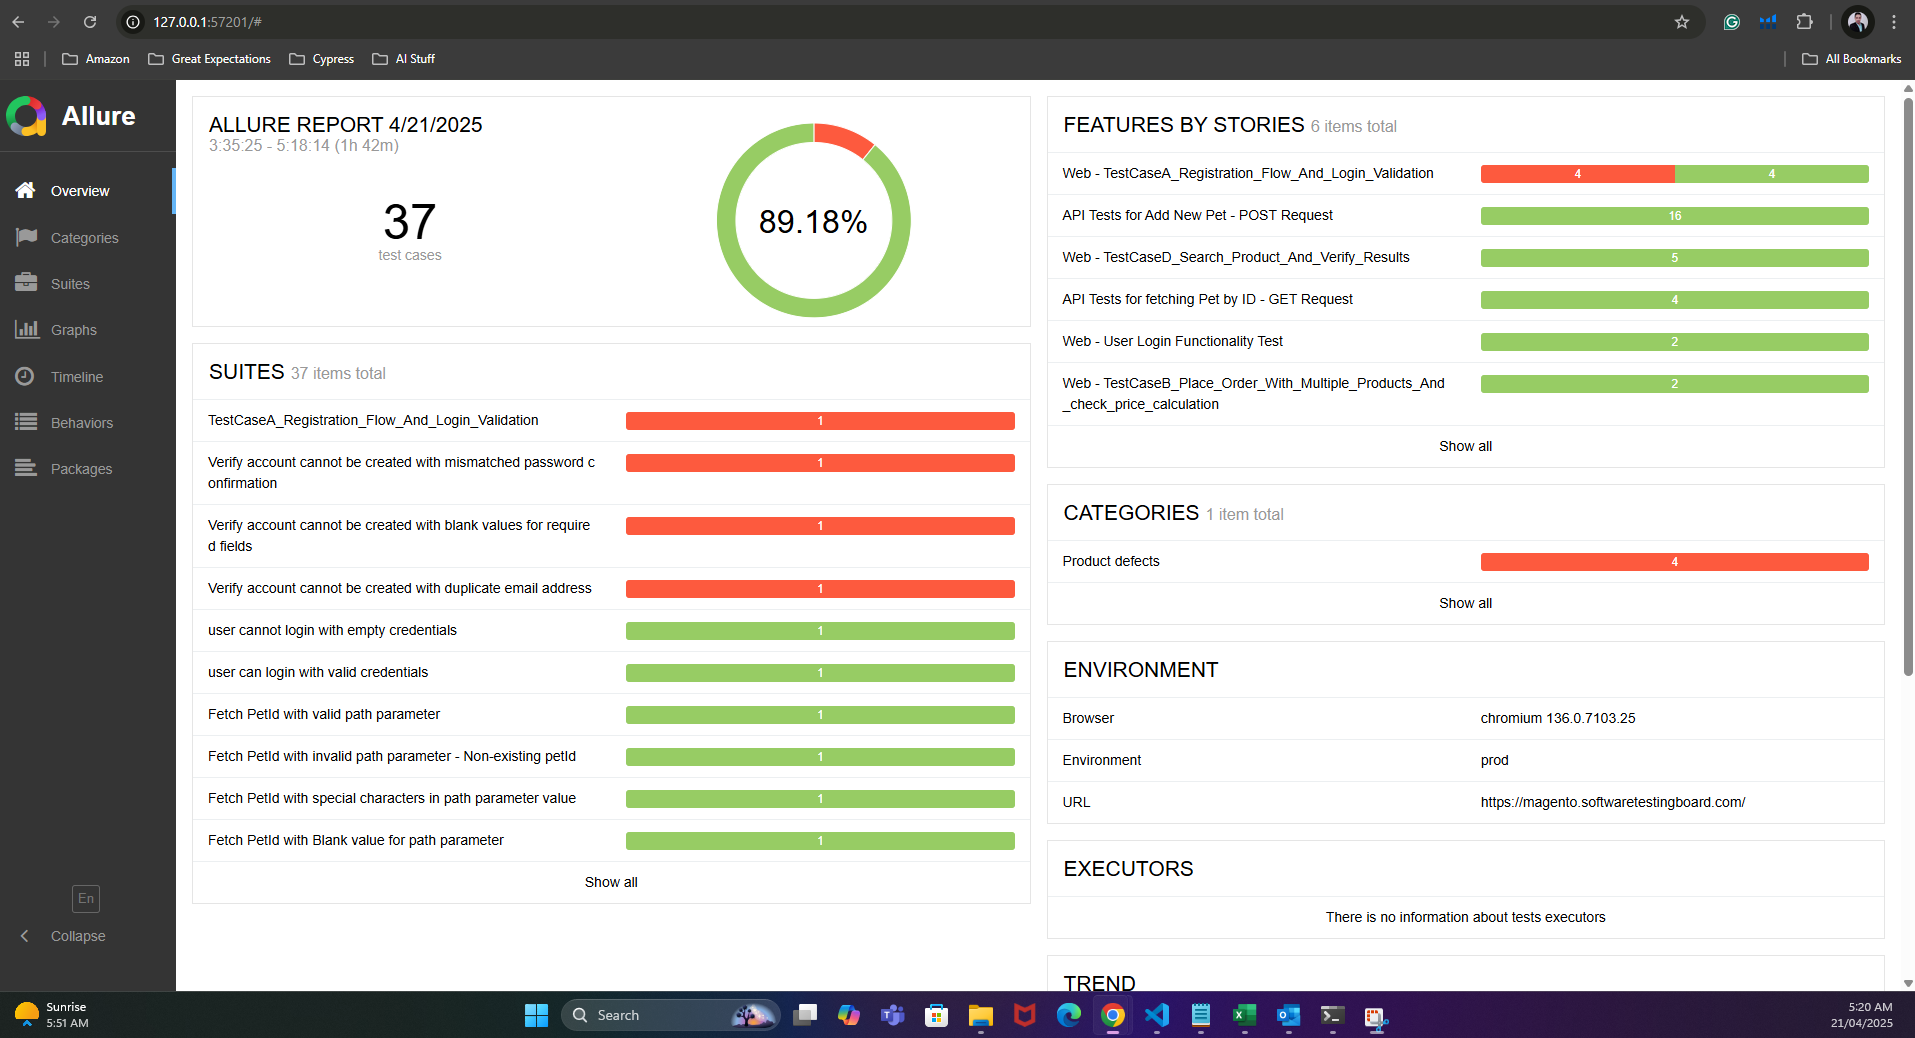 127.0.0.1:57201/#
Amazon
Great Expectations
Cypress
AI Stuff
All Bookmarks
Allure
Overview
Categories
Suites
Graphs
Timeline
Behaviors
Packages
En
Collapse
ALLURE REPORT 4/21/2025
3:35:25 - 5:18:14 (1h 42m)
37
test cases
89.18%
SUITES 37 items total
TestCaseA_Registration_Flow_And_Login_Validation
1
Verify account cannot be created with mismatched password c
onfirmation
1
Verify account cannot be created with blank values for require
d fields
1
Verify account cannot be created with duplicate email address
1
user cannot login with empty credentials
1
user can login with valid credentials
1
Fetch PetId with valid path parameter
1
Fetch PetId with invalid path parameter - Non-existing petId
1
Fetch PetId with special characters in path parameter value
1
Fetch PetId with Blank value for path parameter
1
Show all
FEATURES BY STORIES 6 items total
Web - TestCaseA_Registration_Flow_And_Login_Validation
4
4
API Tests for Add New Pet - POST Request
16
Web - TestCaseD_Search_Product_And_Verify_Results
5
API Tests for fetching Pet by ID - GET Request
4
Web - User Login Functionality Test
2
Web - TestCaseB_Place_Order_With_Multiple_Products_And
_check_price_calculation
2
Show all
CATEGORIES 1 item total
Product defects
4
Show all
ENVIRONMENT
Browser
chromium 136.0.7103.25
Environment
prod
URL
https://magento.softwaretestingboard.com/
EXECUTORS
There is no information about tests executors
TREND
Sunrise
5:51 AM
Search
5:20 AM
21/04/2025